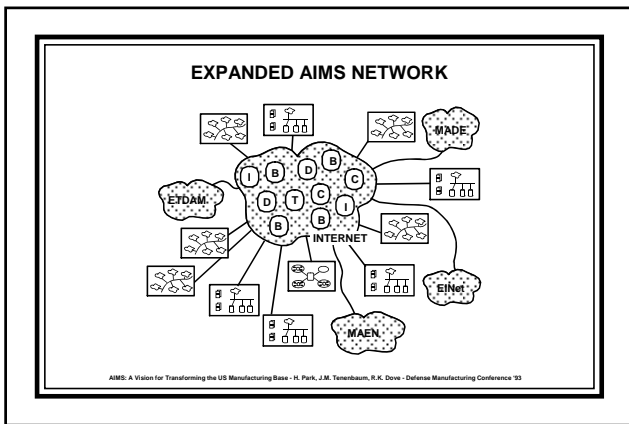 EXPANDED AIMS NETWORK
MADE
B
D
I
B
C
ETDAM
C
D
T
I
B
B
INTERNET
EINet
MAEN
AIMS: A Vision for Transforming the US Manufacturing Base - H. Park, J.M. Tenenbaum, R.K. Dove - Defense Manufacturing Conference '93